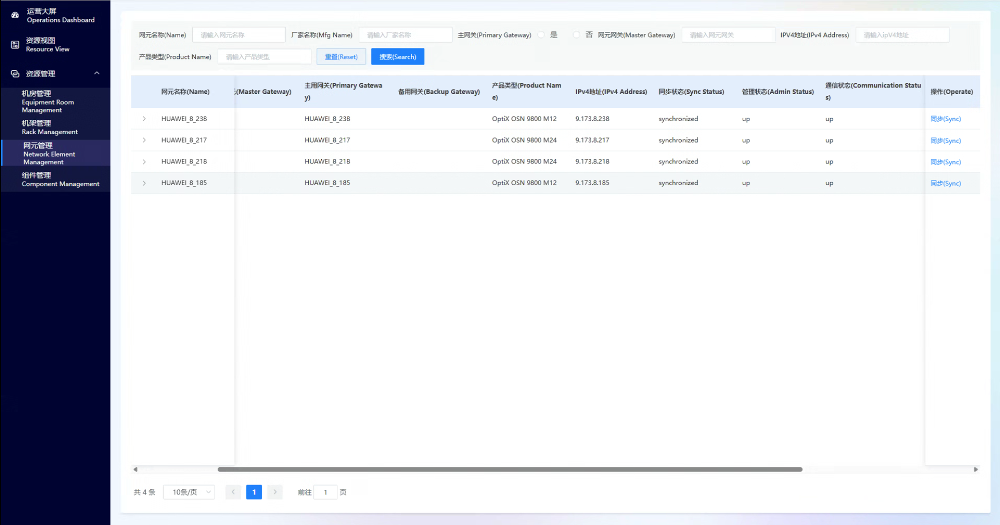 运营大屏
Operations Dashboard
资源视图
Resource View
资源管理
机房管理
Equipment Room
Management
机架管理
Rack Management
网元管理
Network Element
Management
组件管理
Component Management
网元名称(Name) 请输入网元名称 厂家名称(Mfg Name) 请输入厂家名称 主网关(Primary Gateway) 是 否 网元网关(Master Gateway) 请输入网元网关 IPV4地址(IPv4 Address) 请输入ipV4地址
产品类型(Product Name) 请输入产品类型 重置(Reset) 搜索(Search)
网元名称(Name) (Master Gateway) 主用网关(Primary Gatewa
y) 备用网关(Backup Gateway) 产品类型(Product Nam
e) IPv4地址(IPv4 Address) 同步状态(Sync Status) 管理状态(Admin Status) 通信状态(Communication Statu
s) 操作(Operate)
HUAWEI_8_238 HUAWEI_8_238 OptiX OSN 9800 M12 9.173.8.238 synchronized up up 同步(Sync)
HUAWEI_8_217 HUAWEI_8_217 OptiX OSN 9800 M24 9.173.8.217 synchronized up up 同步(Sync)
HUAWEI_8_218 HUAWEI_8_218 OptiX OSN 9800 M24 9.173.8.218 synchronized up up 同步(Sync)
HUAWEI_8_185 HUAWEI_8_185 OptiX OSN 9800 M12 9.173.8.185 synchronized up up 同步(Sync)
共 4 条 10条/页 1 前往 1 页